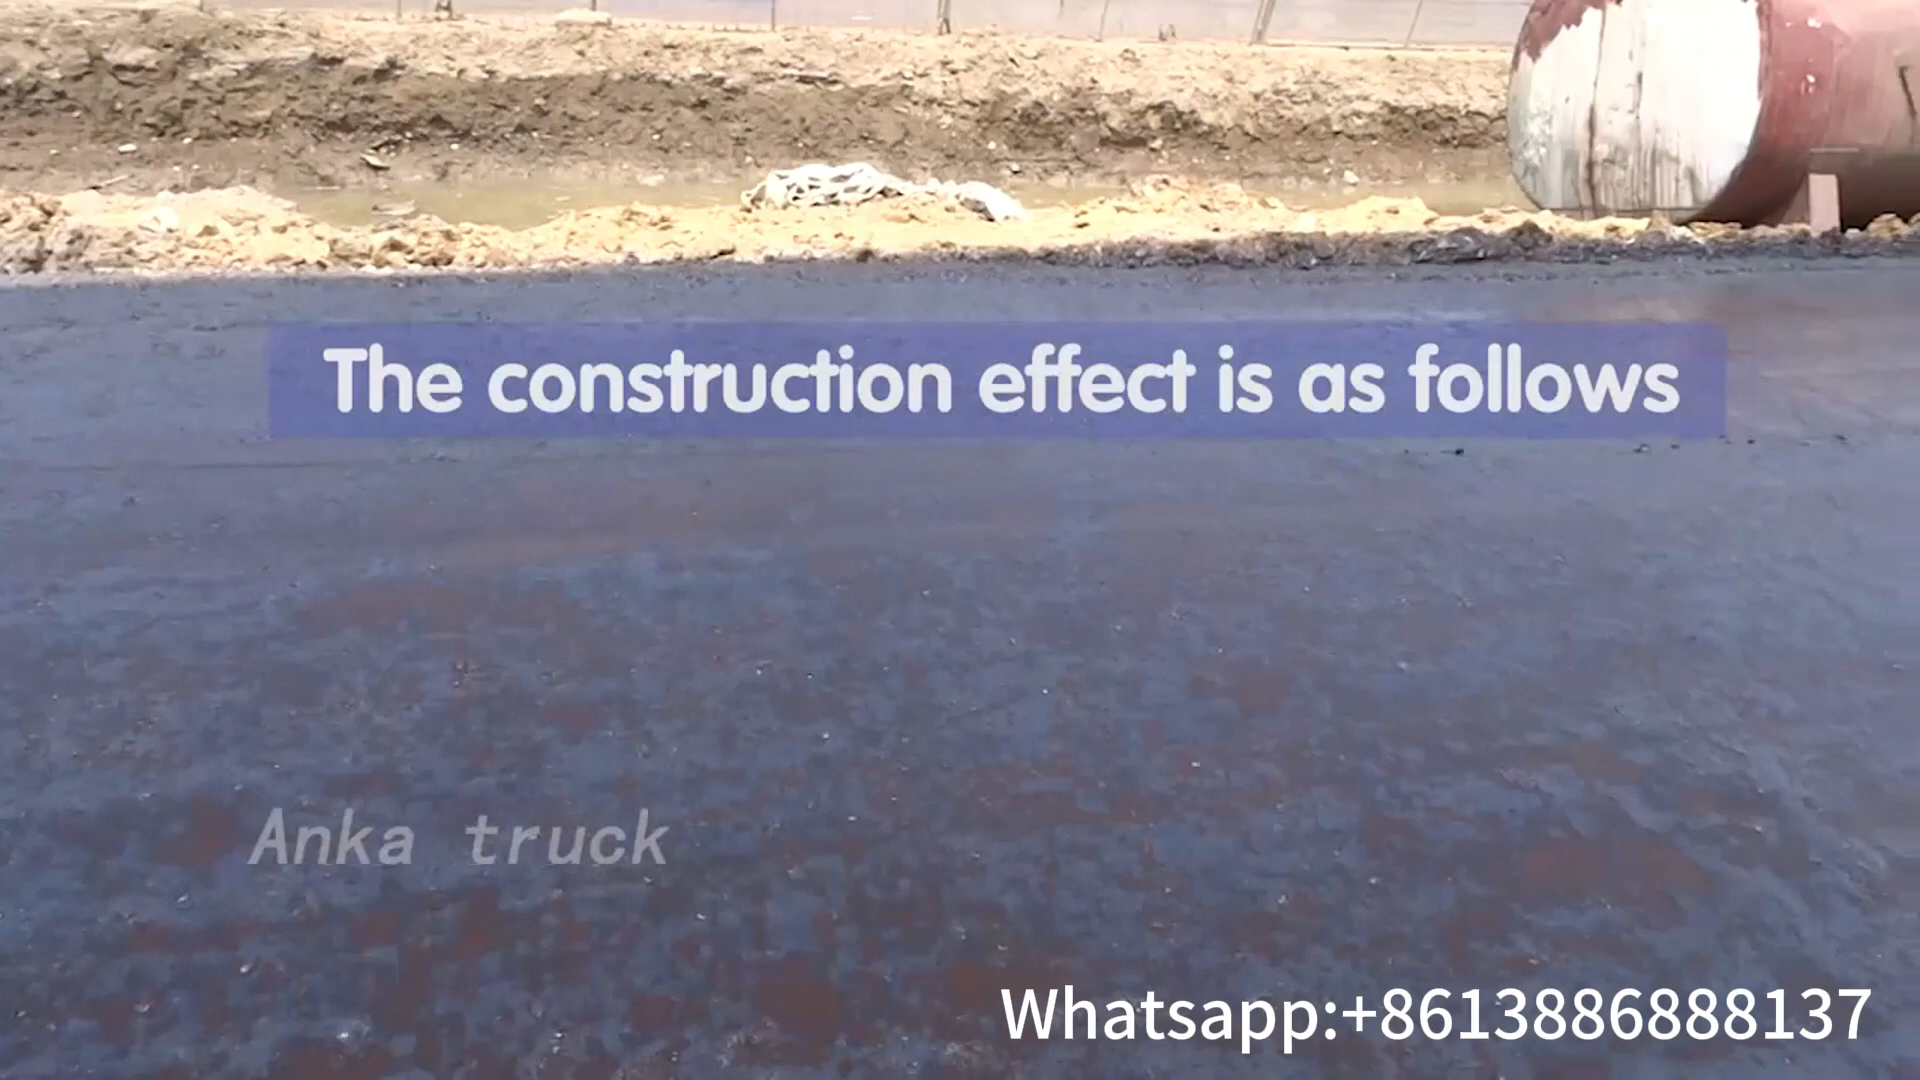 The construction effect is as follows
Anka truck
Whatsapp:+8613886888137